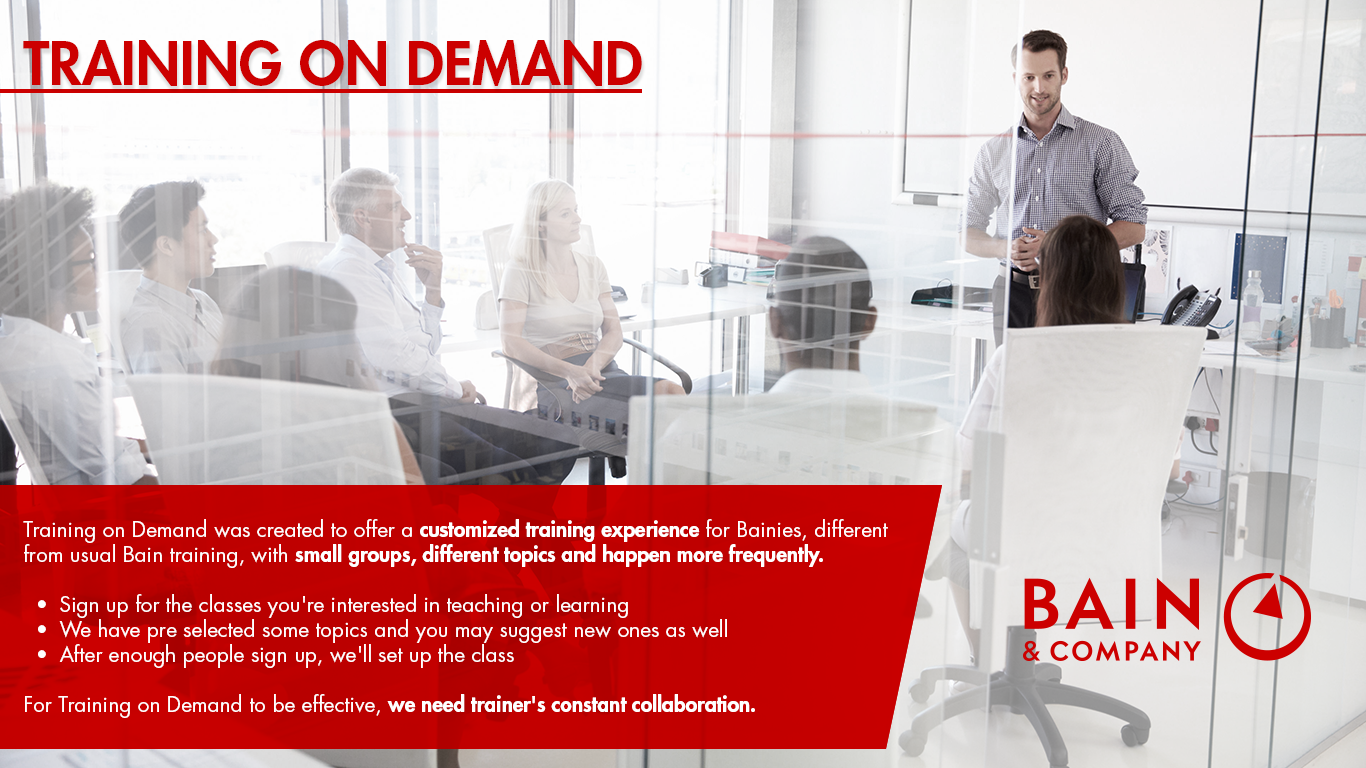 TRAINING ON DEMAND
Training on Demand was created to offer a customized training experience for Bainies, different
from usual Bain training, with small groups, different topics and happen more frequently.
• Sign up for the classes you're interested in teaching or learning
• We have pre selected some topics and you may suggest new ones as well
• After enough people sign up, we'll set up the class
For Training on Demand to be effective, we need trainer's constant collaboration.
BAIN
& COMPANY